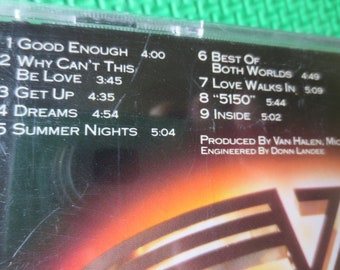 1 Good Enough 4:00
2 Why Can't This
Be Love 3:45
3 Get Up 4:35
4 Dreams 4:54
5 Summer Nights 5:04
6 Best Of
Both Worlds 4:49
7 Love Walks In 5:09
8 "5150" 5:44
9 Inside 5:02
Produced By Van Halen, Mic
Engineered By Donn Landee